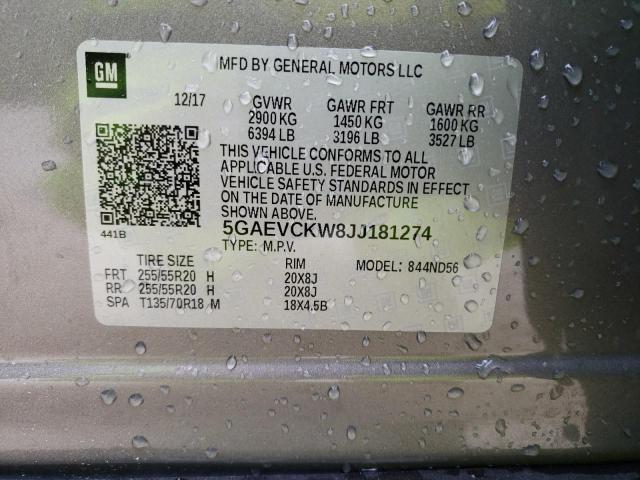 GM
MFD BY GENERAL MOTORS LLC
12/17 GVWR GAWR FRT GAWR RR
2900 KG 1450 KG 1600 KG
6394 LB 3196 LB 3527 LB
THIS VEHICLE CONFORMS TO ALL
APPLICABLE U.S. FEDERAL MOTOR
VEHICLE SAFETY STANDARDS IN EFFECT
ON THE DATE OF MANUFACTURE
SHOWN ABOVE.
441B 5GAEVCKW8JJ181274
TYPE: M.P.V.
TIRE SIZE RIM MODEL: 844ND56
FRT 255/55R20 H 20X8J
RR 255/55R20 H 20X8J
SPA T135/70R18 M 18X4.5B